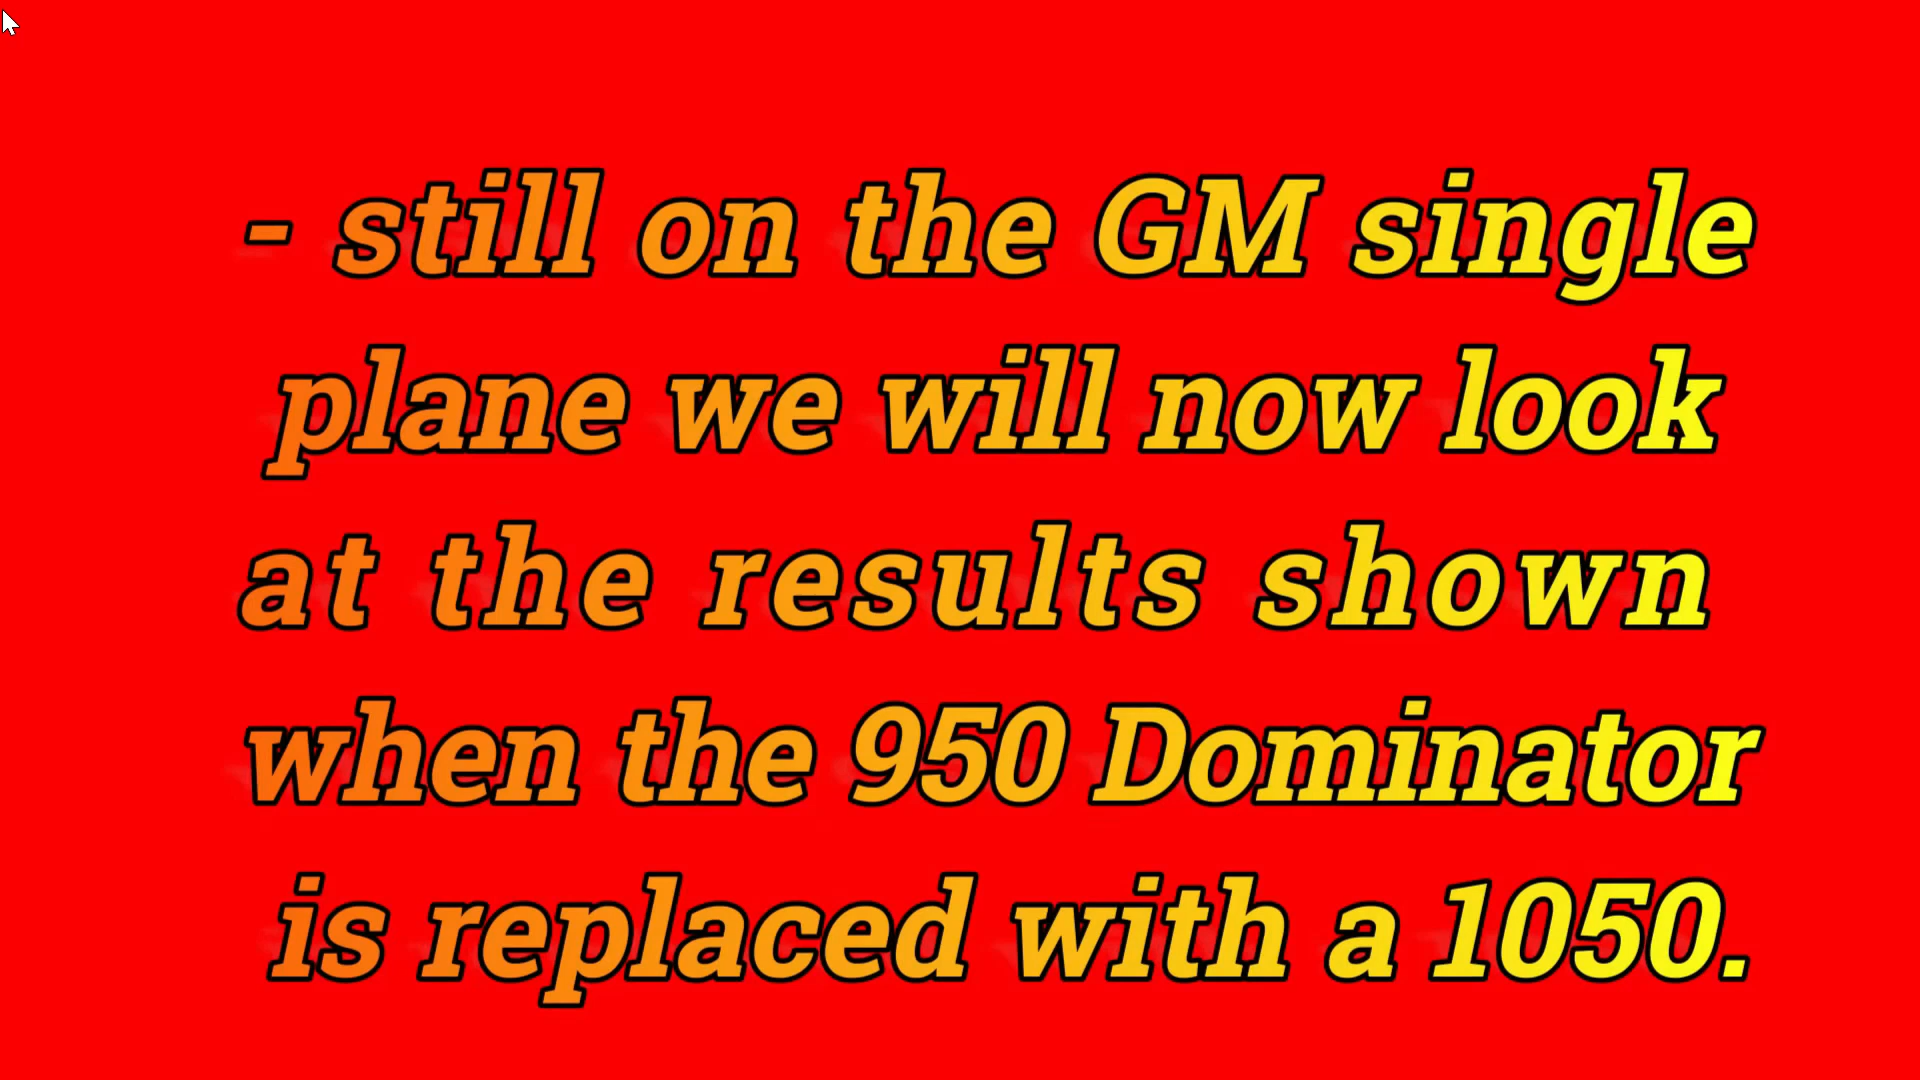 - still on the GM single
plane we will now look
at the results shown
when the 950 Dominator
is replaced with a 1050.